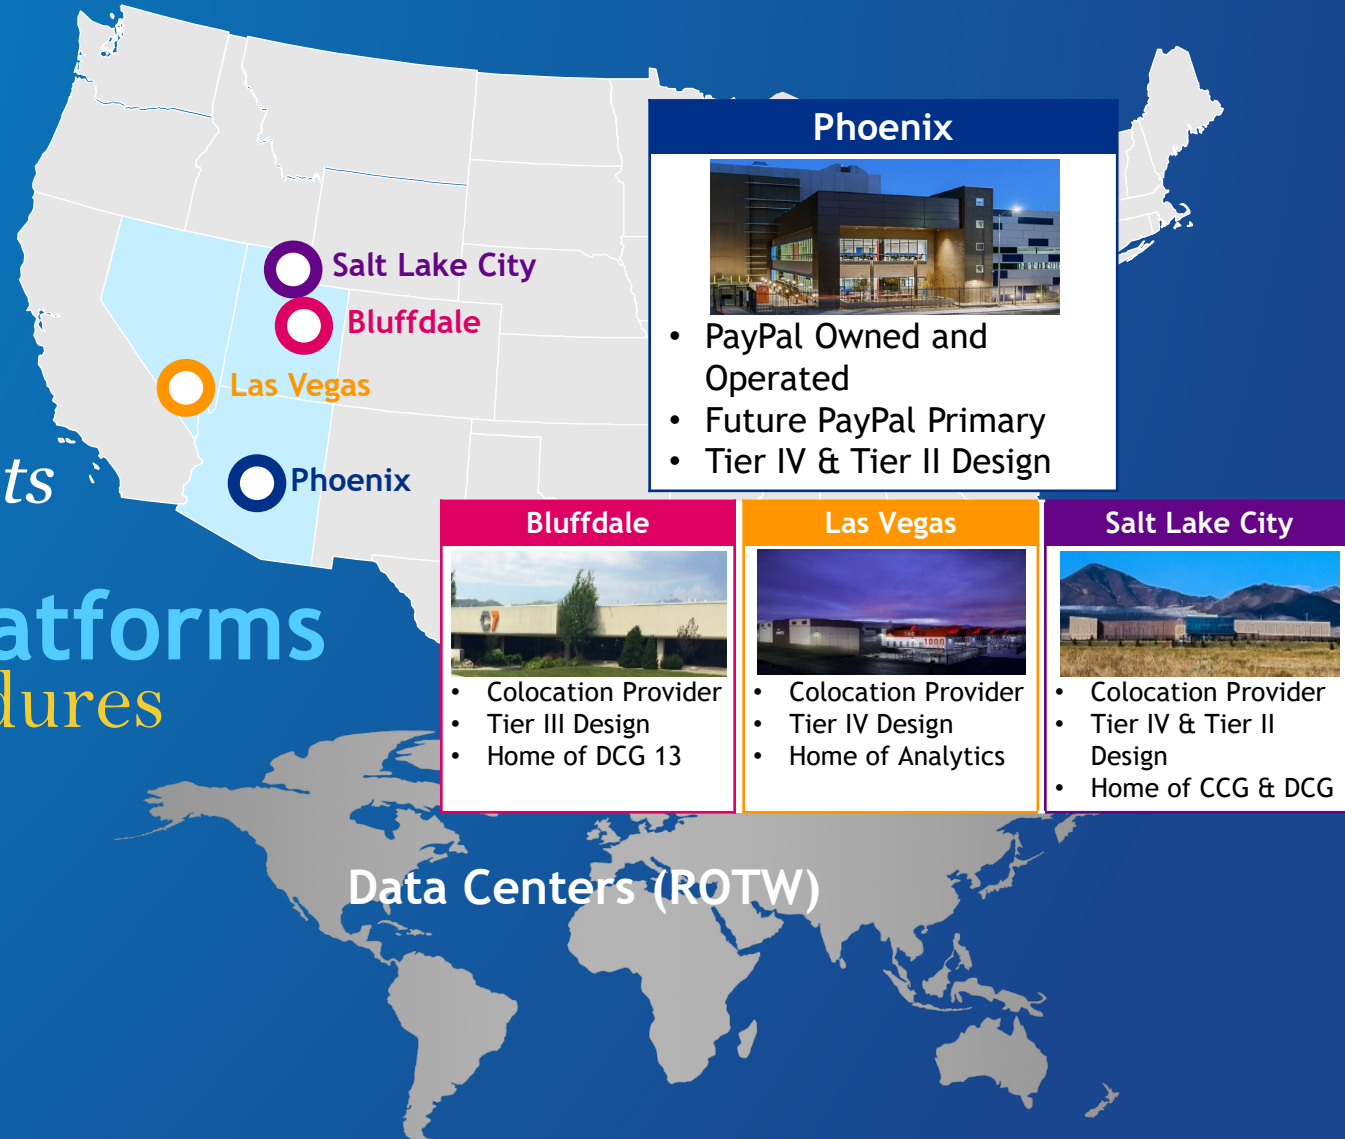 Phoenix
• PayPal Owned and
Operated
• Future PayPal Primary
• Tier IV & Tier II Design
Salt Lake City
Bluffdale
Las Vegas
Phoenix
ts
atforms
dures
Bluffdale
• Colocation Provider
• Tier III Design
• Home of DCG 13
Las Vegas
1000
• Colocation Provider
• Tier IV Design
• Home of Analytics
Salt Lake City
• Colocation Provider
• Tier IV & Tier II
Design
• Home of CCG & DCG
Data Centers (ROTW)